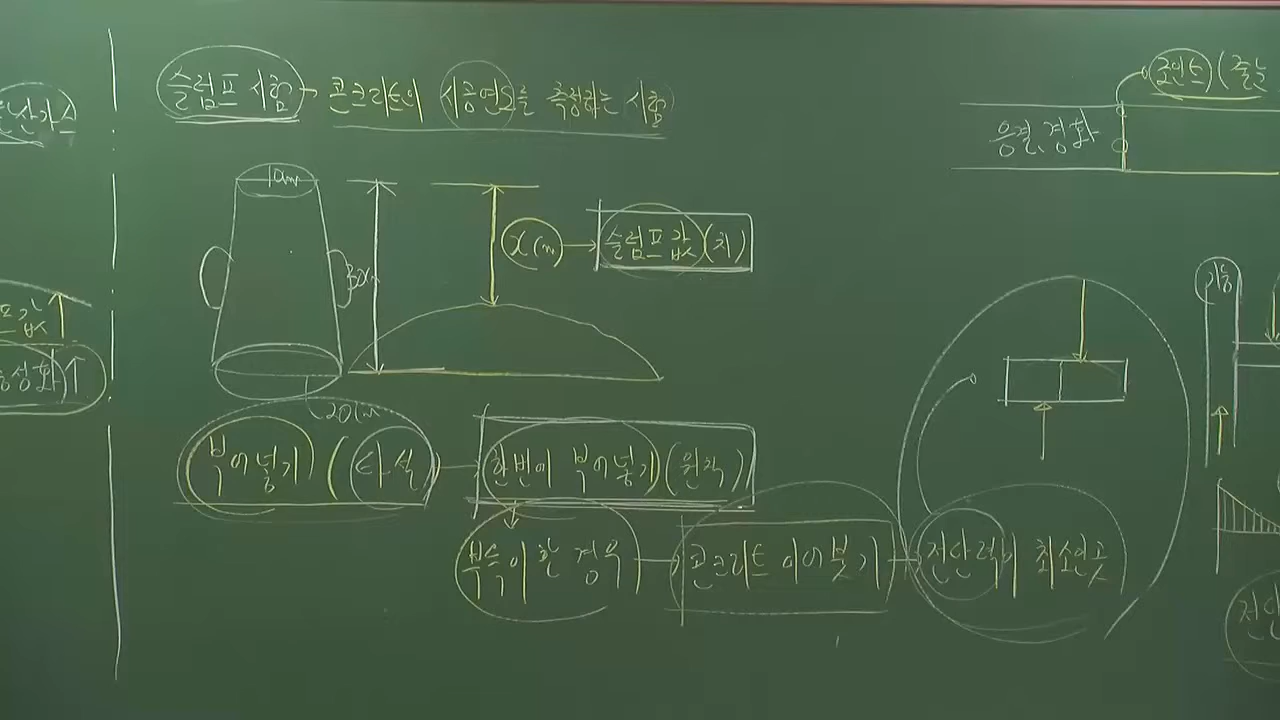 슬럼프 시험 콘크리트의 시공연도를 측정하는 시험
10cm
30cm
x cm
슬럼프 값 (치)
20cm
부어넣기 (타설) 한번에 부어넣기 (원칙)
부득이한 경우 콘크리트 이어붓기 전단력이 최소인곳
조인트 (줄눈
응결, 경화
기둥
전단